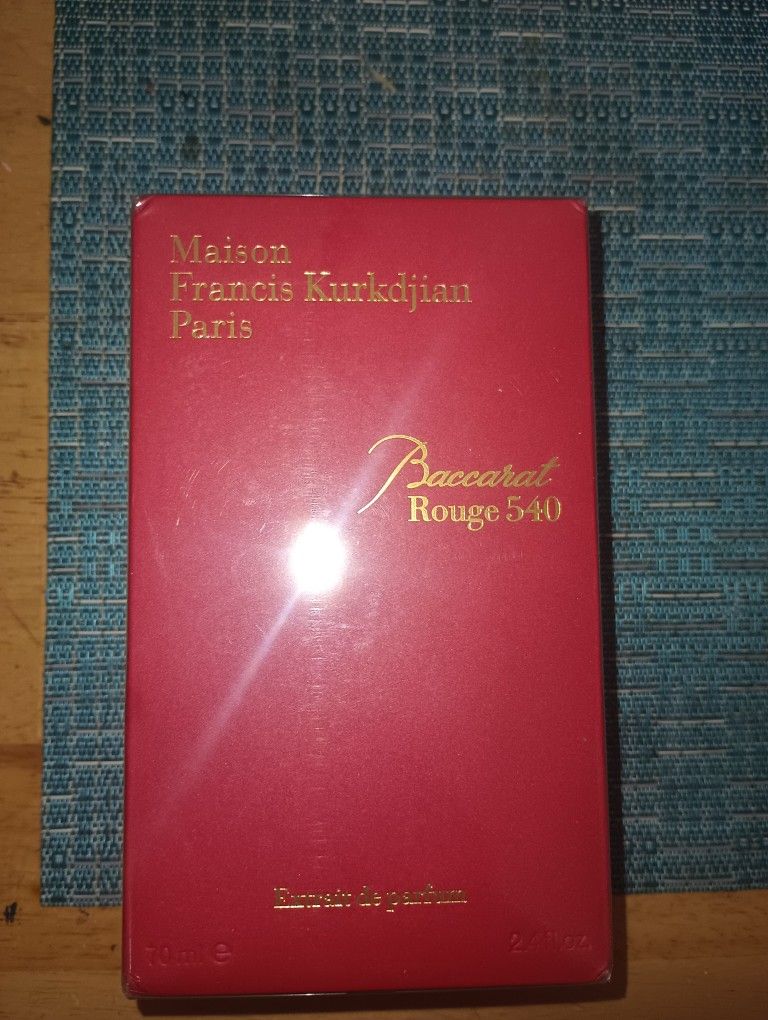 Maison
Francis Kurkdjian
Paris
Baccarat
Rouge 540
Extrait de parfum
70 ml ℮ 2.4 fl.oz.